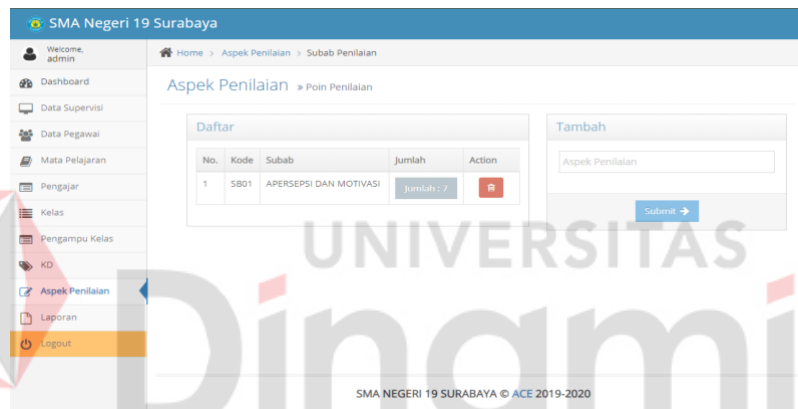 SMA Negeri 19 Surabaya
Welcome,
admin
Home > Aspek Penilaian > Subab Penilaian
Dashboard
Data Supervisi
Data Pegawai
Mata Pelajaran
Pengajar
Kelas
Pengampu Kelas
KD
Aspek Penilaian
Laporan
Logout
Aspek Penilaian » Poin Penilaian
Daftar
No. Kode Subab Jumlah Action
1 SB01 APERSEPSI DAN MOTIVASI Jumlah : 7
Tambah
Aspek Penilaian
Submit
UNIVERSITAS
Dinami
SMA NEGERI 19 SURABAYA © ACE 2019-2020